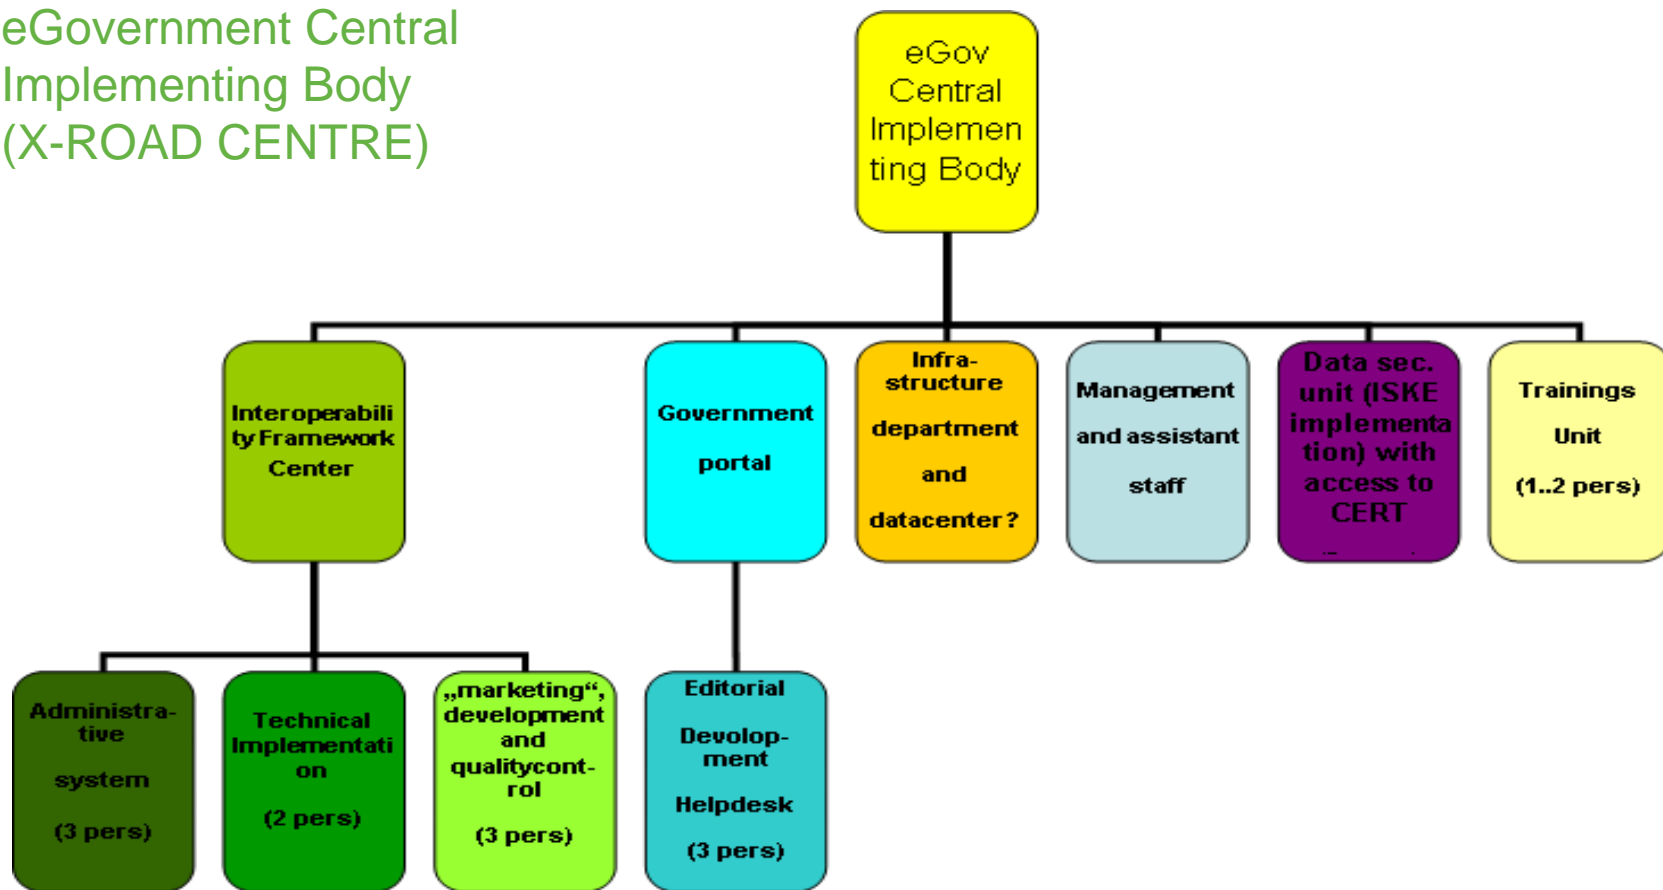 eGovernment Central
Implementing Body
(X-ROAD CENTRE)
eGov
Central
Implemen
ting Body
Interoperabili
ty Framework
Center
Government
portal
Infra-
structure
department
and
datacenter?
Management
and assistant
staff
Data sec.
unit (ISKE
implementa
tion) with
access to
CERT
Trainings
Unit
(1..2 pers)
Administra-
tive
system
(3 pers)
Technical
Implementati
on
(2 pers)
„marketing“,
development
and
qualitycont-
rol
(3 pers)
Editorial
Devolop-
ment
Helpdesk
(3 pers)